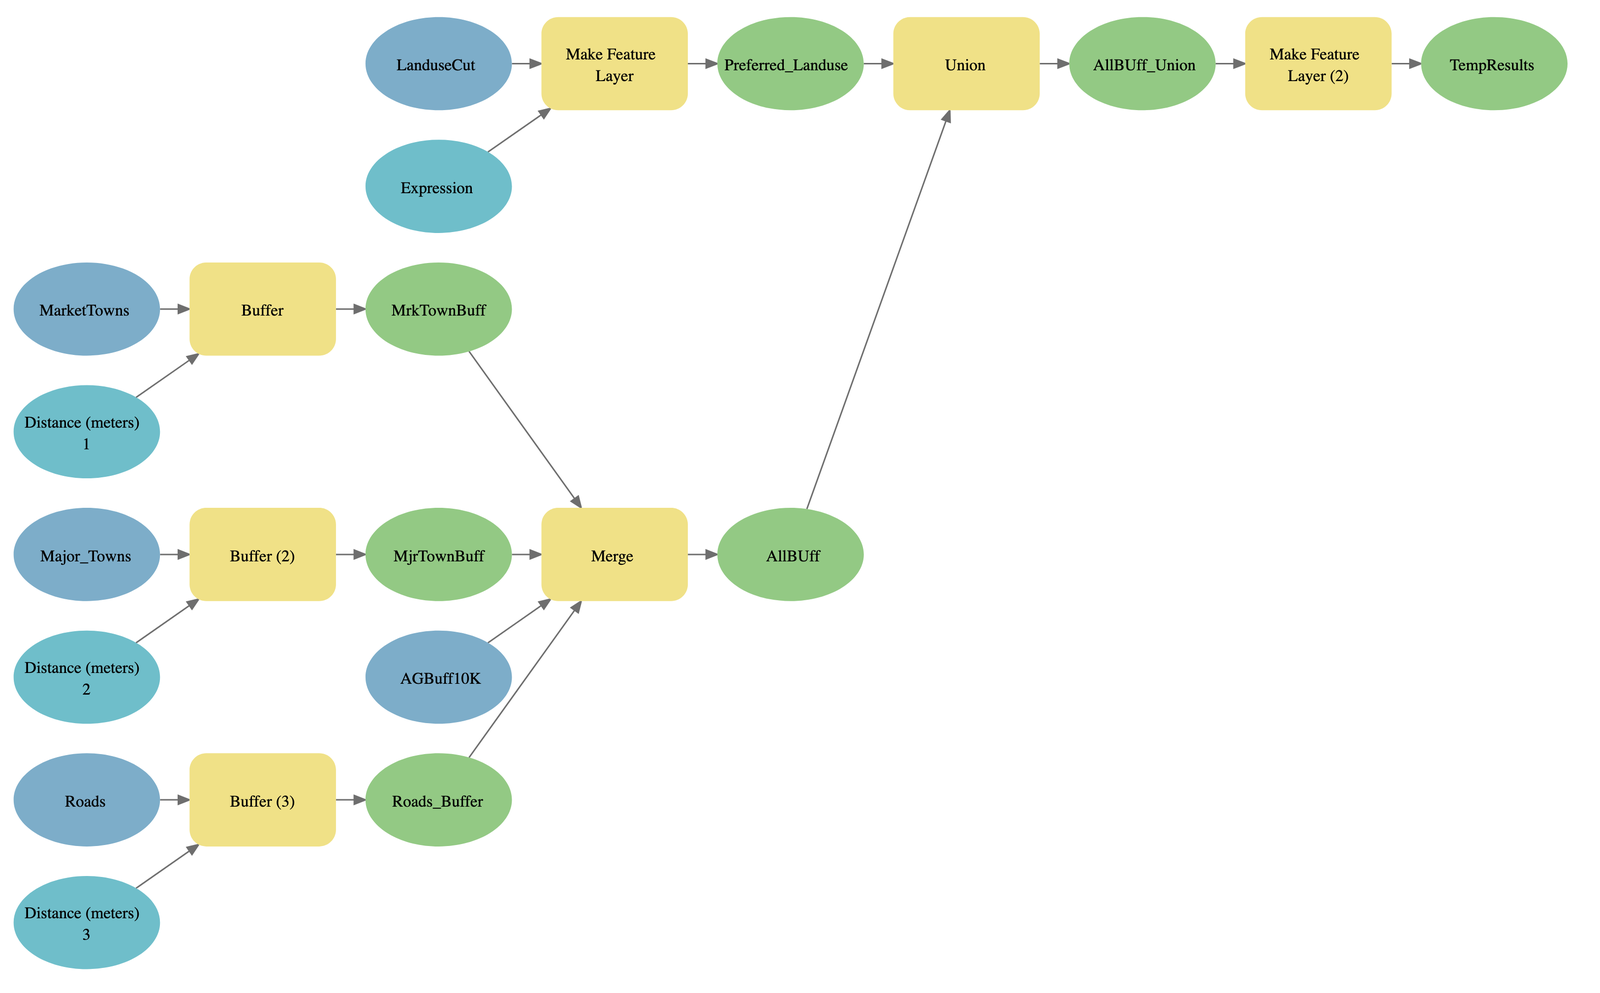 LanduseCut
Make Feature
Layer
Preferred_Landuse
Union
AllBUff_Union
Make Feature
Layer (2)
TempResults
Expression
MarketTowns
Buffer
MrkTownBuff
Distance (meters)
1
Major_Towns
Buffer (2)
MjrTownBuff
Merge
AllBUff
Distance (meters)
2
AGBuff10K
Roads
Buffer (3)
Roads_Buffer
Distance (meters)
3